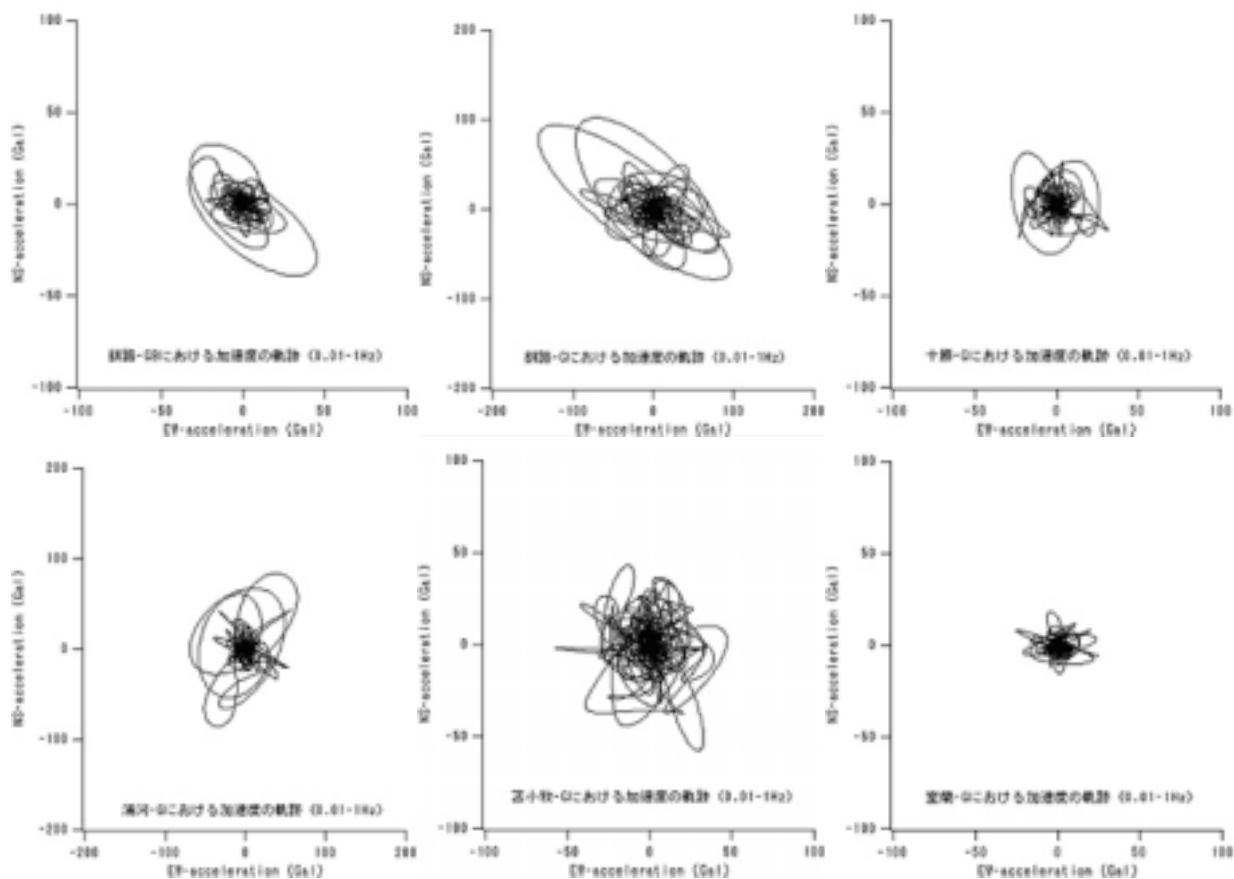 100
50
0
-50
-100
NS-acceleration (Gal)
釧路-GBにおける加速度の軌跡 (0.01-1Hz)
-100 -50 0 50 100
EW-acceleration (Gal)
200
100
0
-100
-200
NS-acceleration (Gal)
釧路-Gにおける加速度の軌跡 (0.01-1Hz)
-200 -100 0 100 200
EW-acceleration (Gal)
100
50
0
-50
-100
NS-acceleration (Gal)
十勝-Gにおける加速度の軌跡 (0.01-1Hz)
-100 -50 0 50 100
EW-acceleration (Gal)
200
100
0
-100
-200
NS-acceleration (Gal)
浦河-Gにおける加速度の軌跡 (0.01-1Hz)
-200 -100 0 100 200
EW-acceleration (Gal)
100
50
0
-50
-100
NS-acceleration (Gal)
苫小牧-Gにおける加速度の軌跡 (0.01-1Hz)
-100 -50 0 50 100
EW-acceleration (Gal)
100
50
0
-50
-100
NS-acceleration (Gal)
室蘭-Gにおける加速度の軌跡 (0.01-1Hz)
-100 -50 0 50 100
EW-acceleration (Gal)